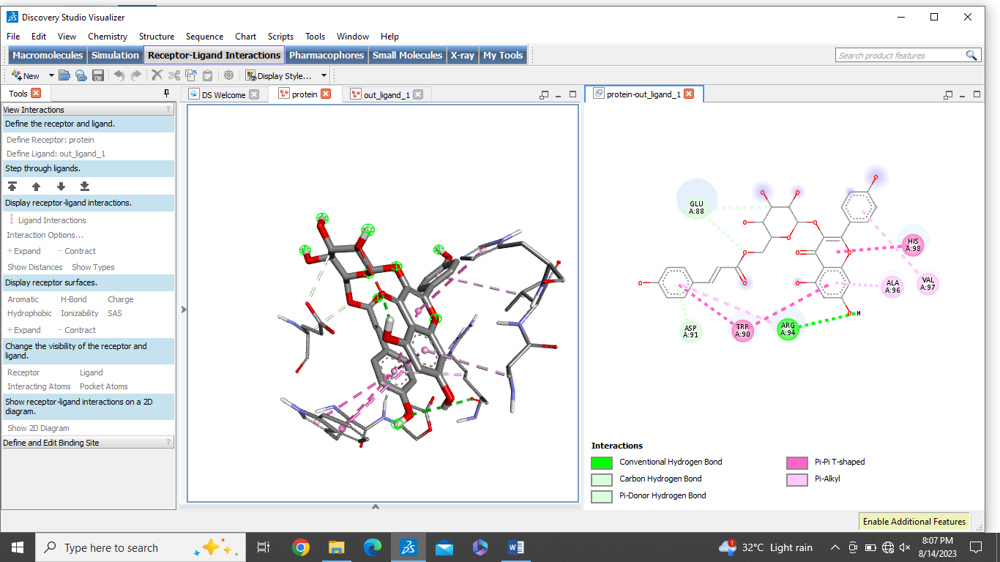 Discovery Studio Visualizer
File Edit View Chemistry Structure Sequence Chart Scripts Tools Window Help
Macromolecules Simulation Receptor-Ligand Interactions Pharmacophores Small Molecules X-ray My Tools
Search product features
New Display Style...
Tools
DS Welcome protein out_ligand_1
protein-out_ligand_1
View Interactions ?
Define the receptor and ligand.
Define Receptor: protein
Define Ligand: out_ligand_1
Step through ligands.
Display receptor-ligand interactions.
Ligand Interactions
Interaction Options...
+ Expand - Contract
Show Distances Show Types
Display receptor surfaces.
Aromatic H-Bond Charge
Hydrophobic Ionizability SAS
+ Expand - Contract
Change the visibility of the receptor and
ligand.
Receptor Ligand
Interacting Atoms Pocket Atoms
Show receptor-ligand interactions on a 2D
diagram.
Show 2D Diagram
Define and Edit Binding Site ?
GLU
A:88
HIS
A:98
VAL
A:97
ALA
A:96
ARG
A:94
TRP
A:90
ASP
A:91
O
O
O
O
O
O
O
O
O
O
O
O
O
O H
Interactions
Conventional Hydrogen Bond
Carbon Hydrogen Bond
Pi-Donor Hydrogen Bond
Pi-Pi T-shaped
Pi-Alkyl
Enable Additional Features
Type here to search
1
32°C Light rain
8:07 PM
8/14/2023